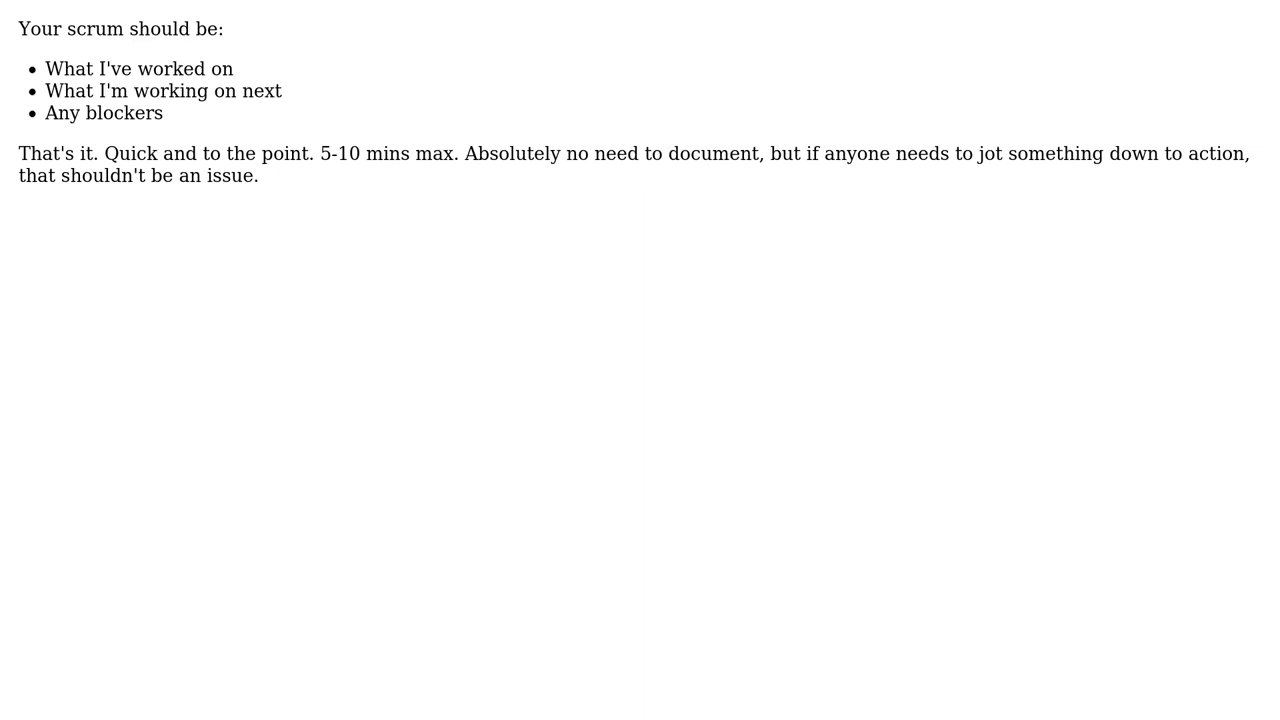 Your scrum should be:
• What I've worked on
• What I'm working on next
• Any blockers
That's it. Quick and to the point. 5-10 mins max. Absolutely no need to document, but if anyone needs to jot something down to action,
that shouldn't be an issue.